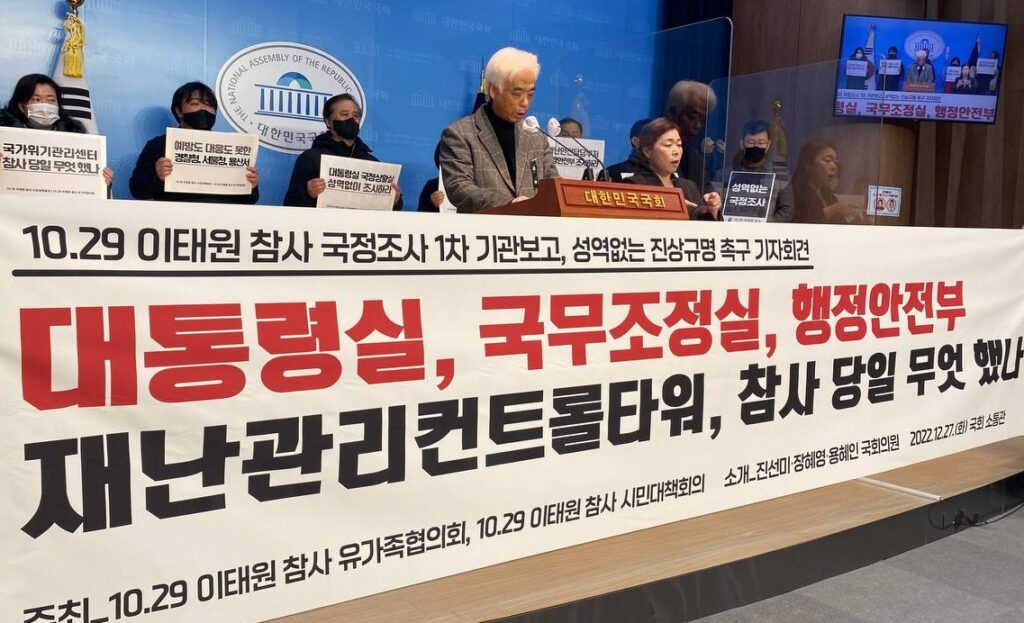 THE NATIONAL ASSEMBLY OF THE REPUBLIC
대한민국국회
국가위기관리센터
참사 당일 무엇 했나
예방도 대응도 못한
경찰청, 서울청, 용산서
대통령실 국정상황실
성역없이 조사하라
대한민국국회
성역없는
국정조사
국무조정실, 행정안전부
10.29 이태원 참사 국정조사 1차 기관보고, 성역없는 진상규명 촉구 기자회견
대통령실, 국무조정실, 행정안전부
재난관리컨트롤타워, 참사 당일 무엇 했나
주최_10.29 이태원 참사 유가족협의회, 10.29 이태원 참사 시민대책회의
소개_진선미·장혜영·용혜인 국회의원
2022.12.27.(화) 국회 소통관